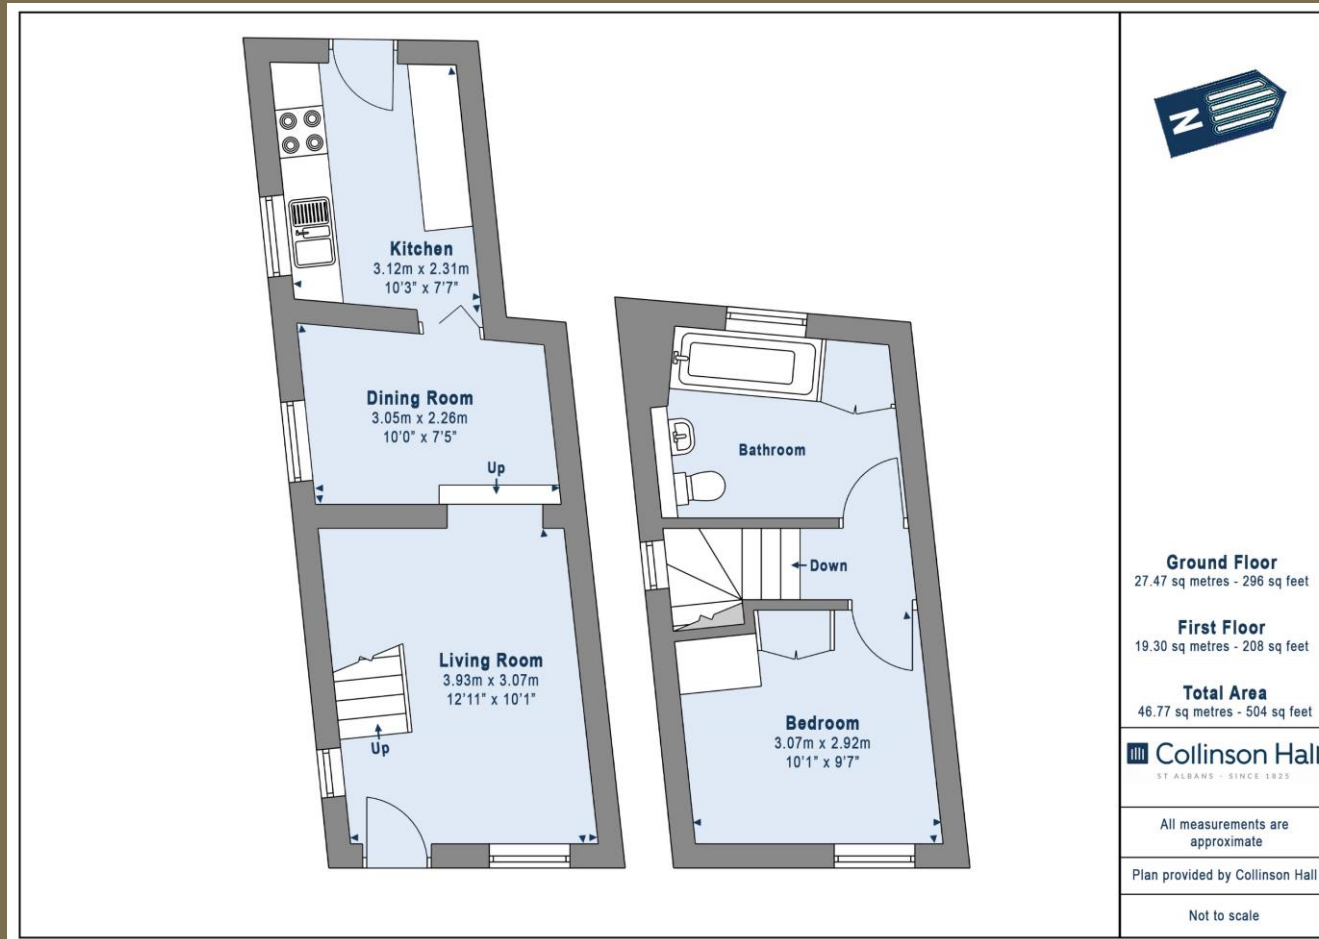 Kitchen
3.12m x 2.31m
10'3" x 7'7"
Dining Room
3.05m x 2.26m
10'0" x 7'5"
Up
Living Room
3.93m x 3.07m
12'11" x 10'1"
Up
Bathroom
Down
Bedroom
3.07m x 2.92m
10'1" x 9'7"
N
Ground Floor
27.47 sq metres - 296 sq feet
First Floor
19.30 sq metres - 208 sq feet
Total Area
46.77 sq metres - 504 sq feet
Collinson Hall
ST ALBANS - SINCE 1825
All measurements are
approximate
Plan provided by Collinson Hall
Not to scale